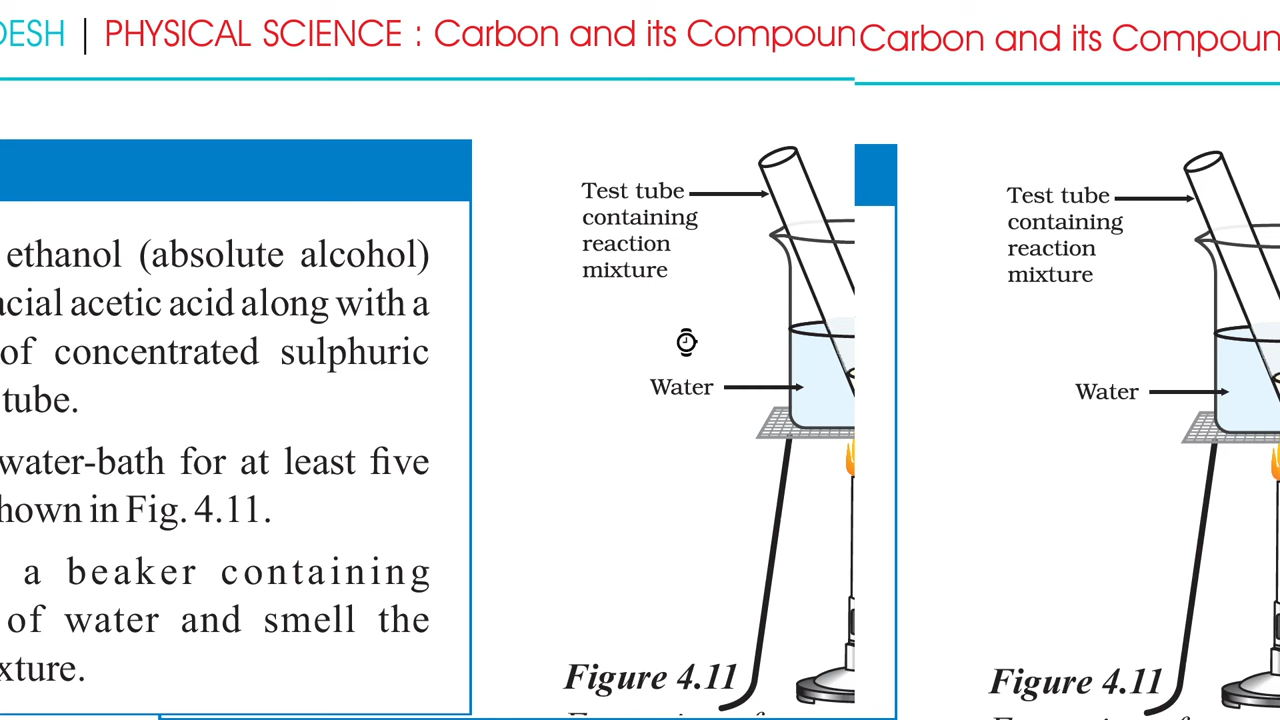 DESH | PHYSICAL SCIENCE : Carbon and its Compoun
Carbon and its Compoun
ethanol (absolute alcohol)
acial acetic acid along with a
of concentrated sulphuric
tube.
water-bath for at least five
hown in Fig. 4.11.
a beaker containing
of water and smell the
xture.
Test tube
containing
reaction
mixture
Water
Figure 4.11
Test tube
containing
reaction
mixture
Water
Figure 4.11